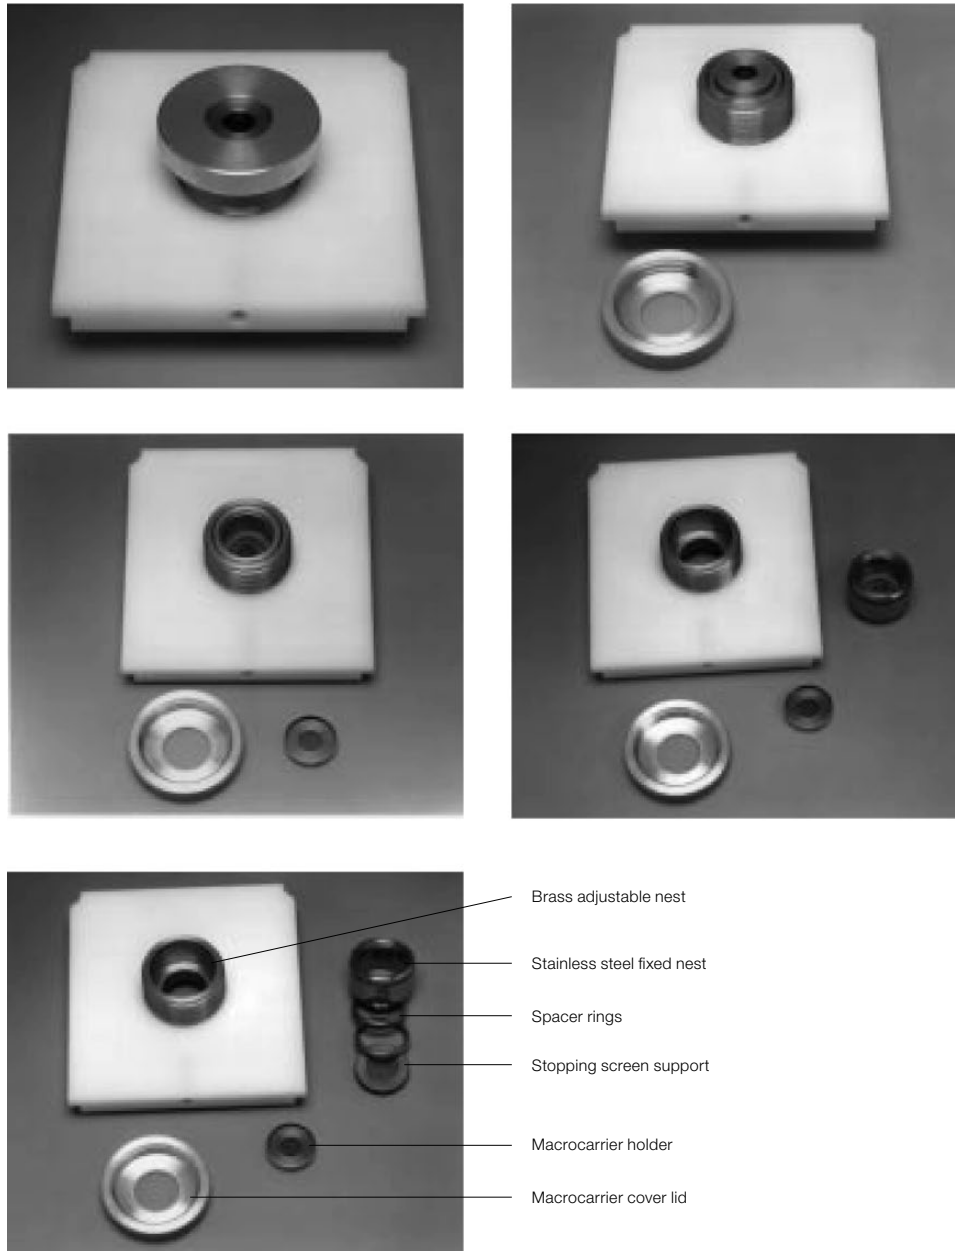 Brass adjustable nest
Stainless steel fixed nest
Spacer rings
Stopping screen support
Macrocarrier holder
Macrocarrier cover lid